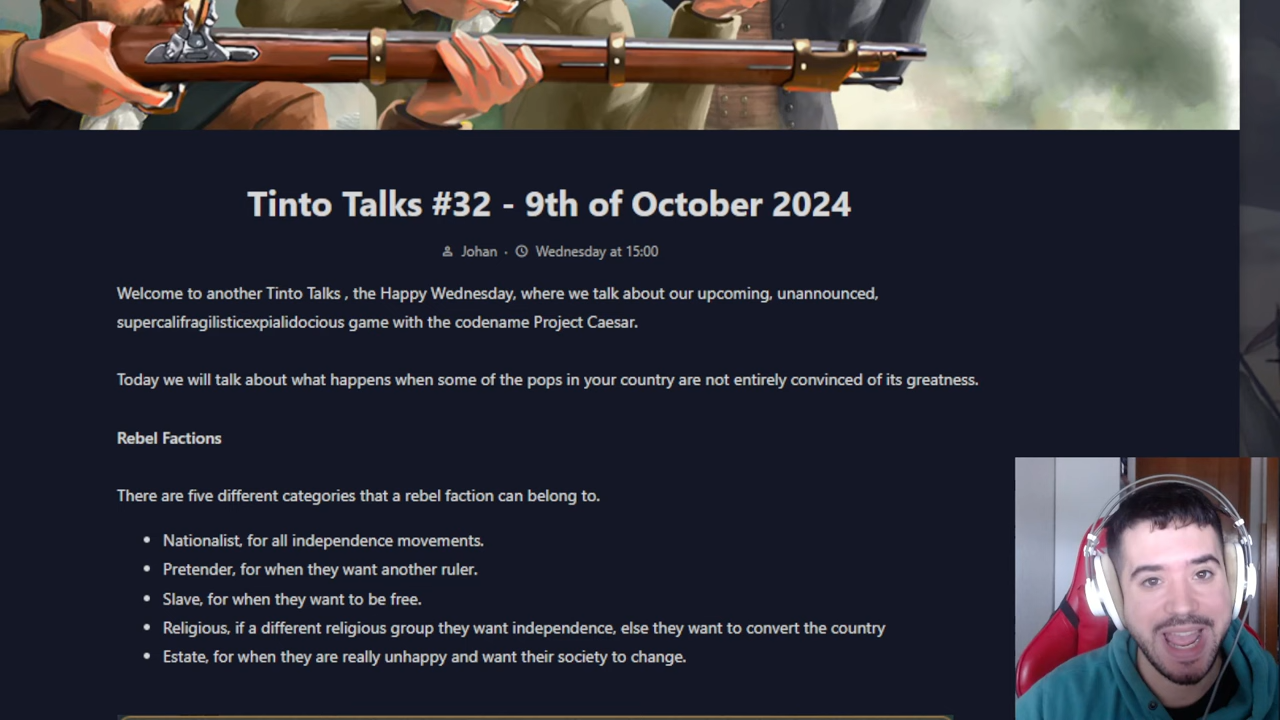 Tinto Talks #32 - 9th of October 2024
Johan · Wednesday at 15:00
Welcome to another Tinto Talks , the Happy Wednesday, where we talk about our upcoming, unannounced,
supercalifragilisticexpialidocious game with the codename Project Caesar.
Today we will talk about what happens when some of the pops in your country are not entirely convinced of its greatness.
Rebel Factions
There are five different categories that a rebel faction can belong to.
• Nationalist, for all independence movements.
• Pretender, for when they want another ruler.
• Slave, for when they want to be free.
• Religious, if a different religious group they want independence, else they want to convert the country
• Estate, for when they are really unhappy and want their society to change.